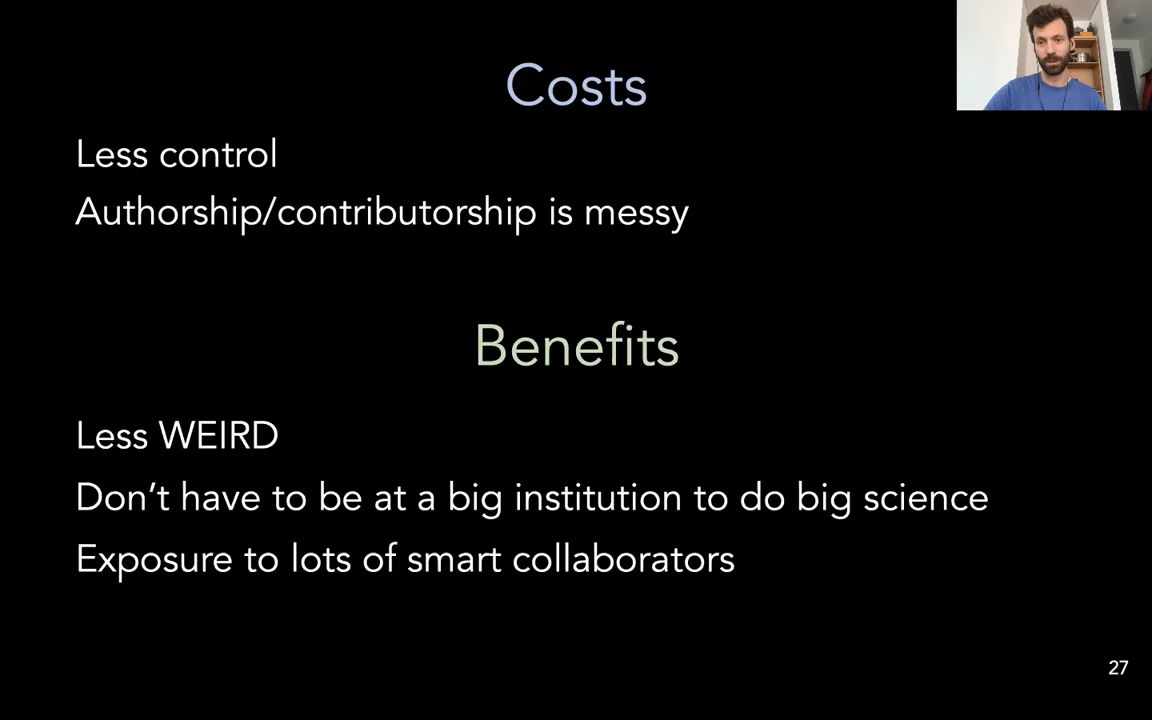 Costs
Less control
Authorship/contributorship is messy
Benefits
Less WEIRD
Don’t have to be at a big institution to do big science
Exposure to lots of smart collaborators
27